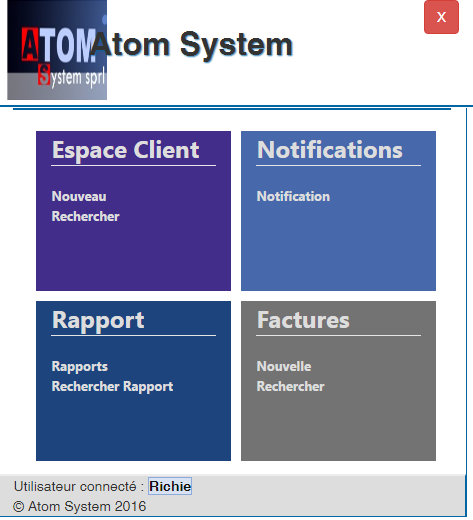 ATOM
System sprl
Atom System
X
Espace Client
Nouveau
Rechercher
Notifications
Notification
Rapport
Rapports
Rechercher Rapport
Factures
Nouvelle
Rechercher
Utilisateur connecté : Richie
© Atom System 2016